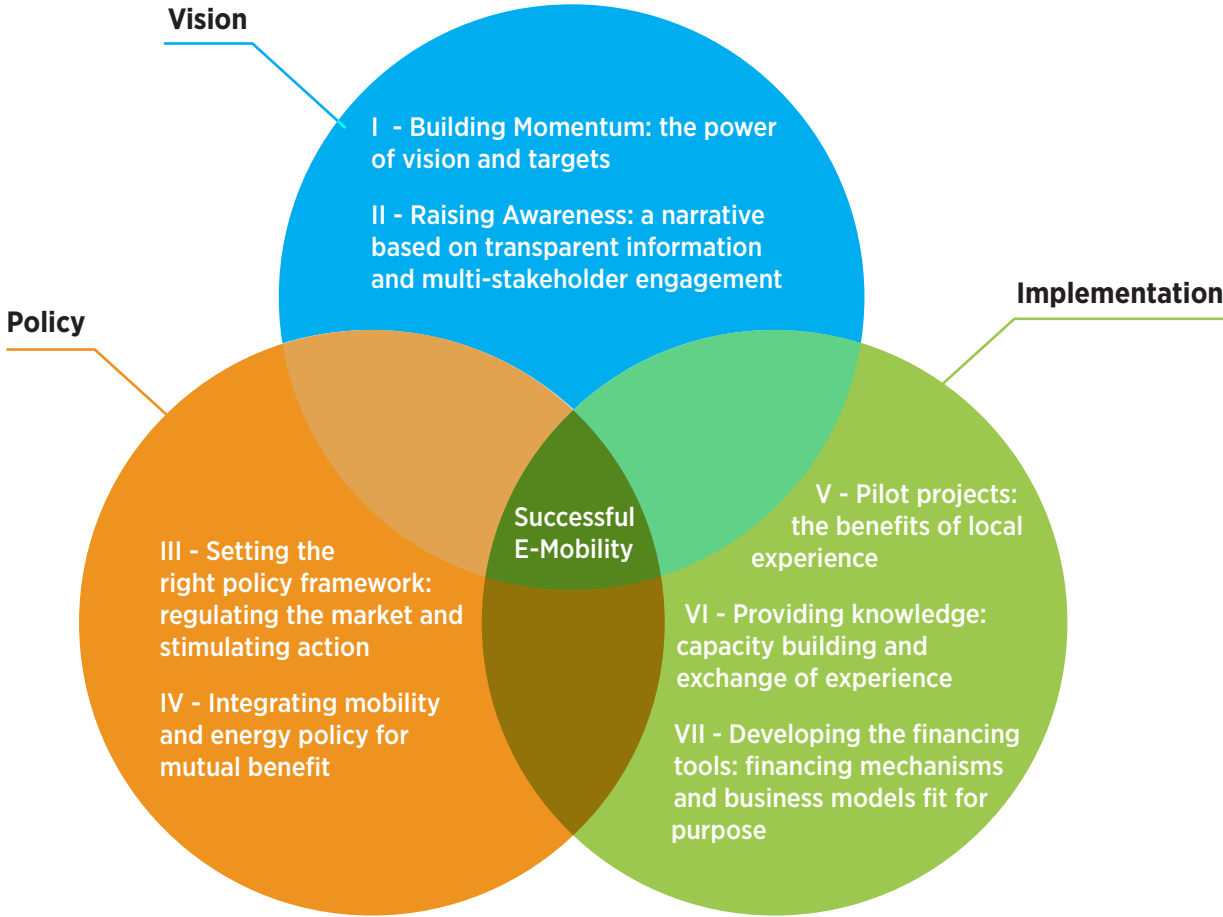 Vision
I - Building Momentum: the power
of vision and targets
II - Raising Awareness: a narrative
based on transparent information
and multi-stakeholder engagement
Policy
Implementation
Successful
E-Mobility
III - Setting the
right policy framework:
regulating the market and
stimulating action
IV - Integrating mobility
and energy policy for
mutual benefit
V - Pilot projects:
the benefits of local
experience
VI - Providing knowledge:
capacity building and
exchange of experience
VII - Developing the financing
tools: financing mechanisms
and business models fit for
purpose